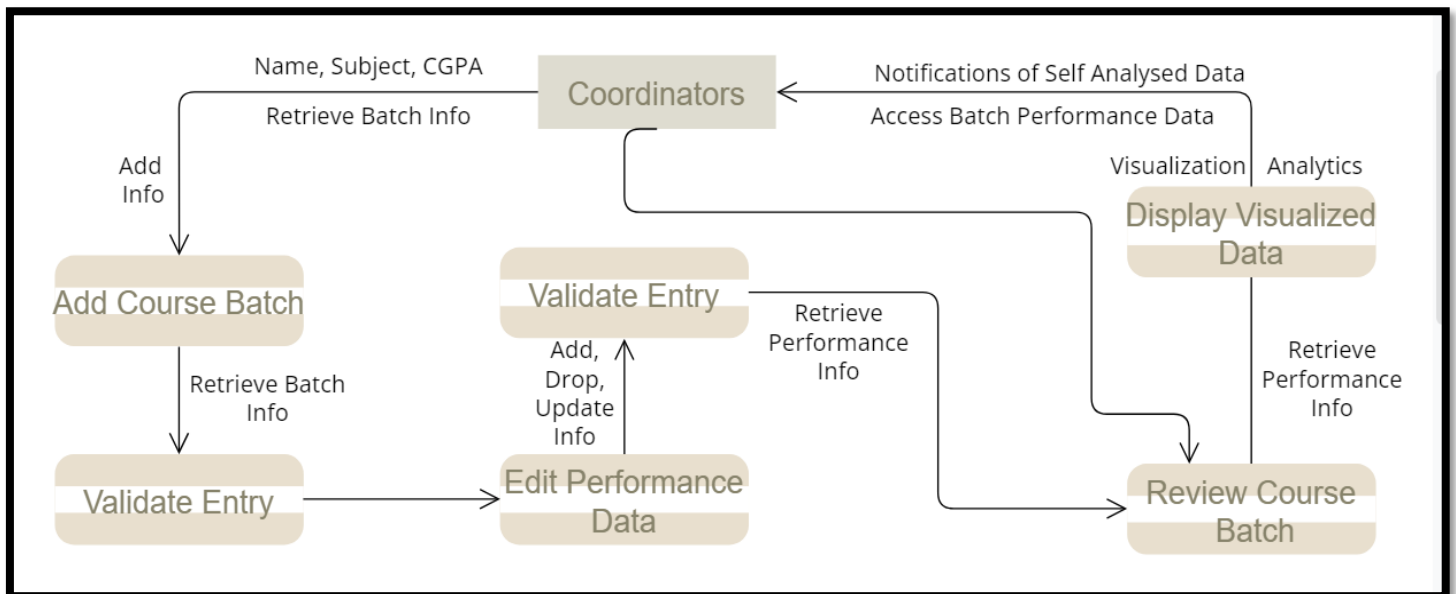 Name, Subject, CGPA
Retrieve Batch Info
Coordinators
Notifications of Self Analysed Data
Access Batch Performance Data
Add
Info
Visualization
Analytics
Display Visualized
Data
Add Course Batch
Validate Entry
Retrieve
Performance
Info
Add,
Drop,
Update
Info
Retrieve
Performance
Info
Retrieve Batch
Info
Validate Entry
Edit Performance
Data
Review Course
Batch